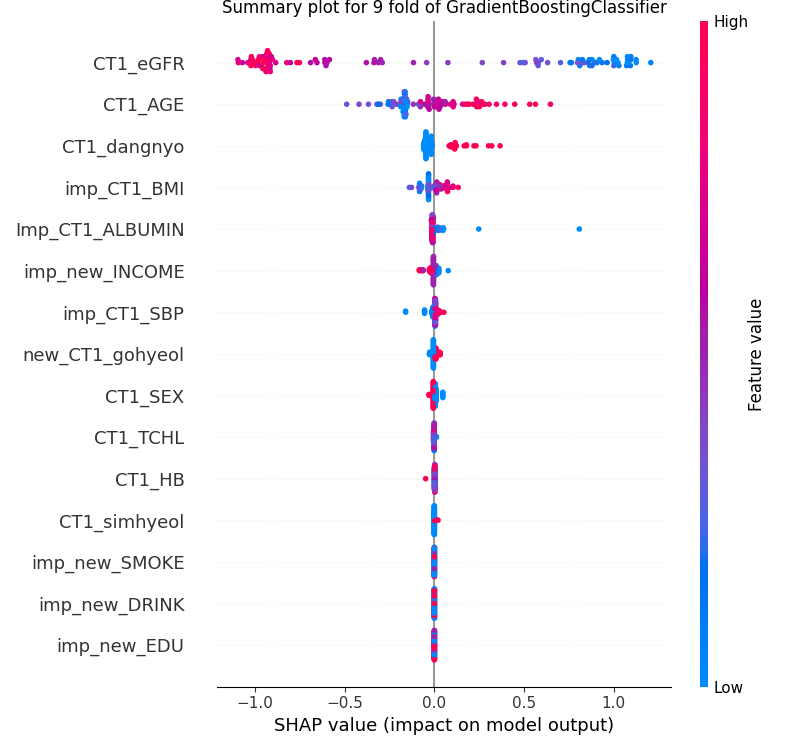 Summary plot for 9 fold of GradientBoostingClassifier
High
CT1_eGFR
CT1_AGE
CT1_dangnyo
imp_CT1_BMI
Imp_CT1_ALBUMIN
imp_new_INCOME
imp_CT1_SBP
new_CT1_gohyeol
CT1_SEX
CT1_TCHL
CT1_HB
CT1_simhyeol
imp_new_SMOKE
imp_new_DRINK
imp_new_EDU
Feature value
Low
−1.0 −0.5 0.0 0.5 1.0
SHAP value (impact on model output)